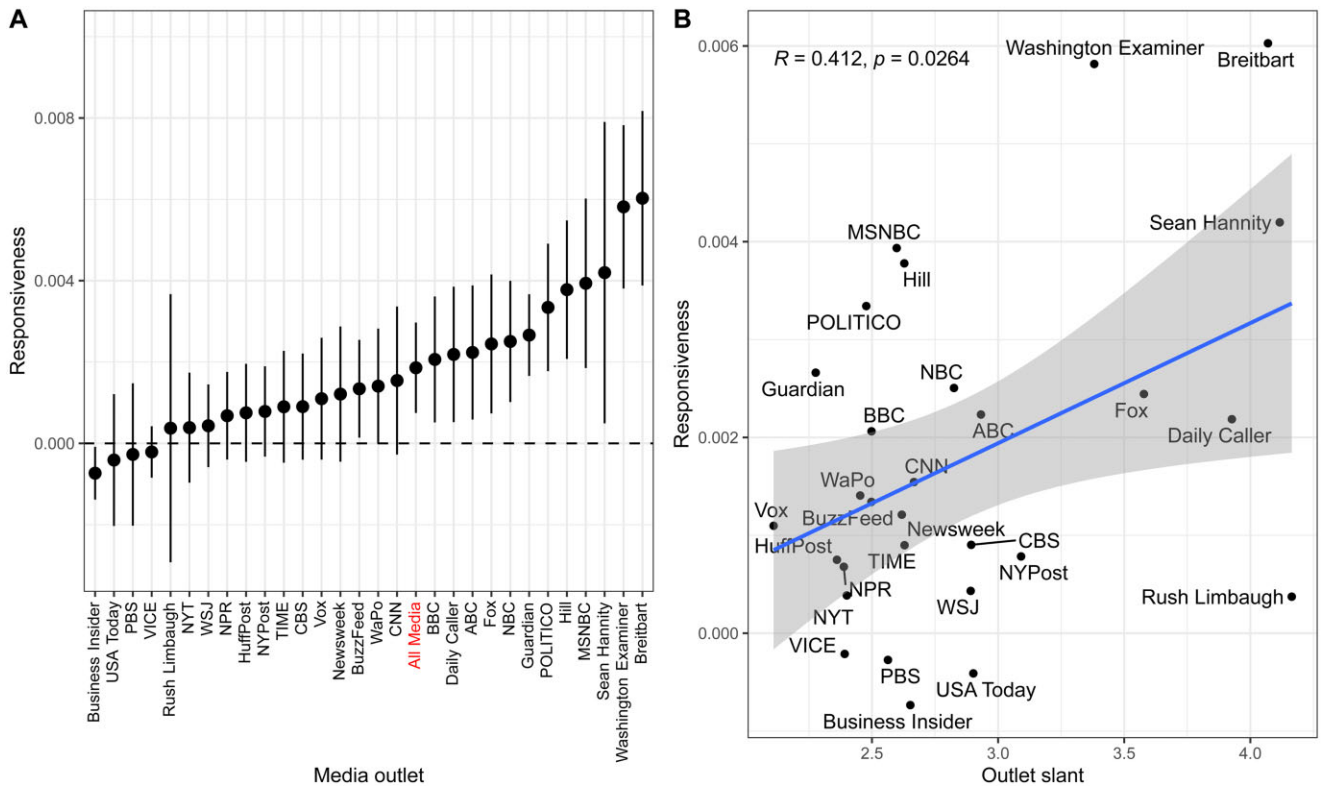 A
Responsiveness
0.008
0.004
0.000
Business Insider
USA Today
PBS
VICE
Rush Limbaugh
NYT
WSJ
NPR
HuffPost
NYPost
TIME
CBS
Vox
Newsweek
BuzzFeed
WaPo
CNN
All Media
BBC
Daily Caller
ABC
Fox
NBC
Guardian
POLITICO
Hill
MSNBC
Sean Hannity
Washington Examiner
Breitbart
Media outlet
B
Responsiveness
0.006
0.004
0.002
0.000
R = 0.412, p = 0.0264
Washington Examiner
Breitbart
Sean Hannity
MSNBC
Hill
POLITICO
Guardian
NBC
Fox
BBC
ABC
Daily Caller
CNN
WaPo
Vox
BuzzFeed
Newsweek
HuffPost
TIME
CBS
NYPost
NPR
NYT
WSJ
Rush Limbaugh
VICE
PBS
USA Today
Business Insider
2.5
3.0
3.5
4.0
Outlet slant